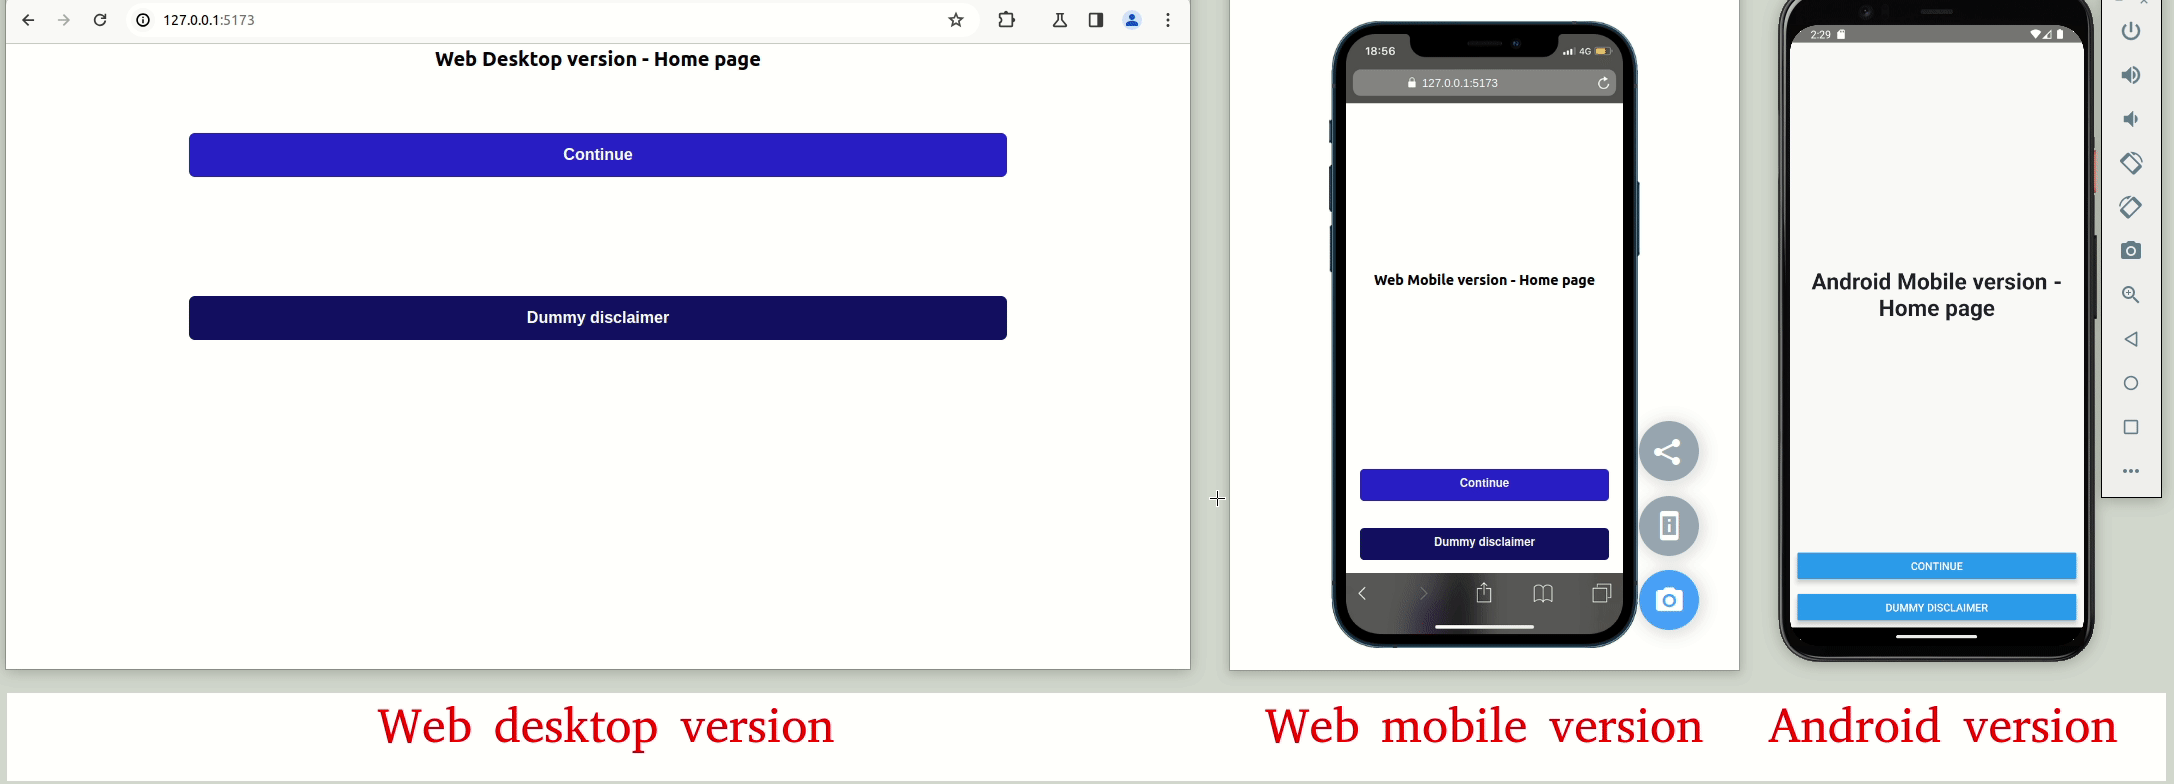 127.0.0.1:5173
Web Desktop version - Home page
Continue
Dummy disclaimer
18:56
4G
127.0.0.1:5173
Web Mobile version - Home page
Continue
Dummy disclaimer
2:29
Android Mobile version -
Home page
CONTINUE
DUMMY DISCLAIMER
Web desktop version
Web mobile version
Android version